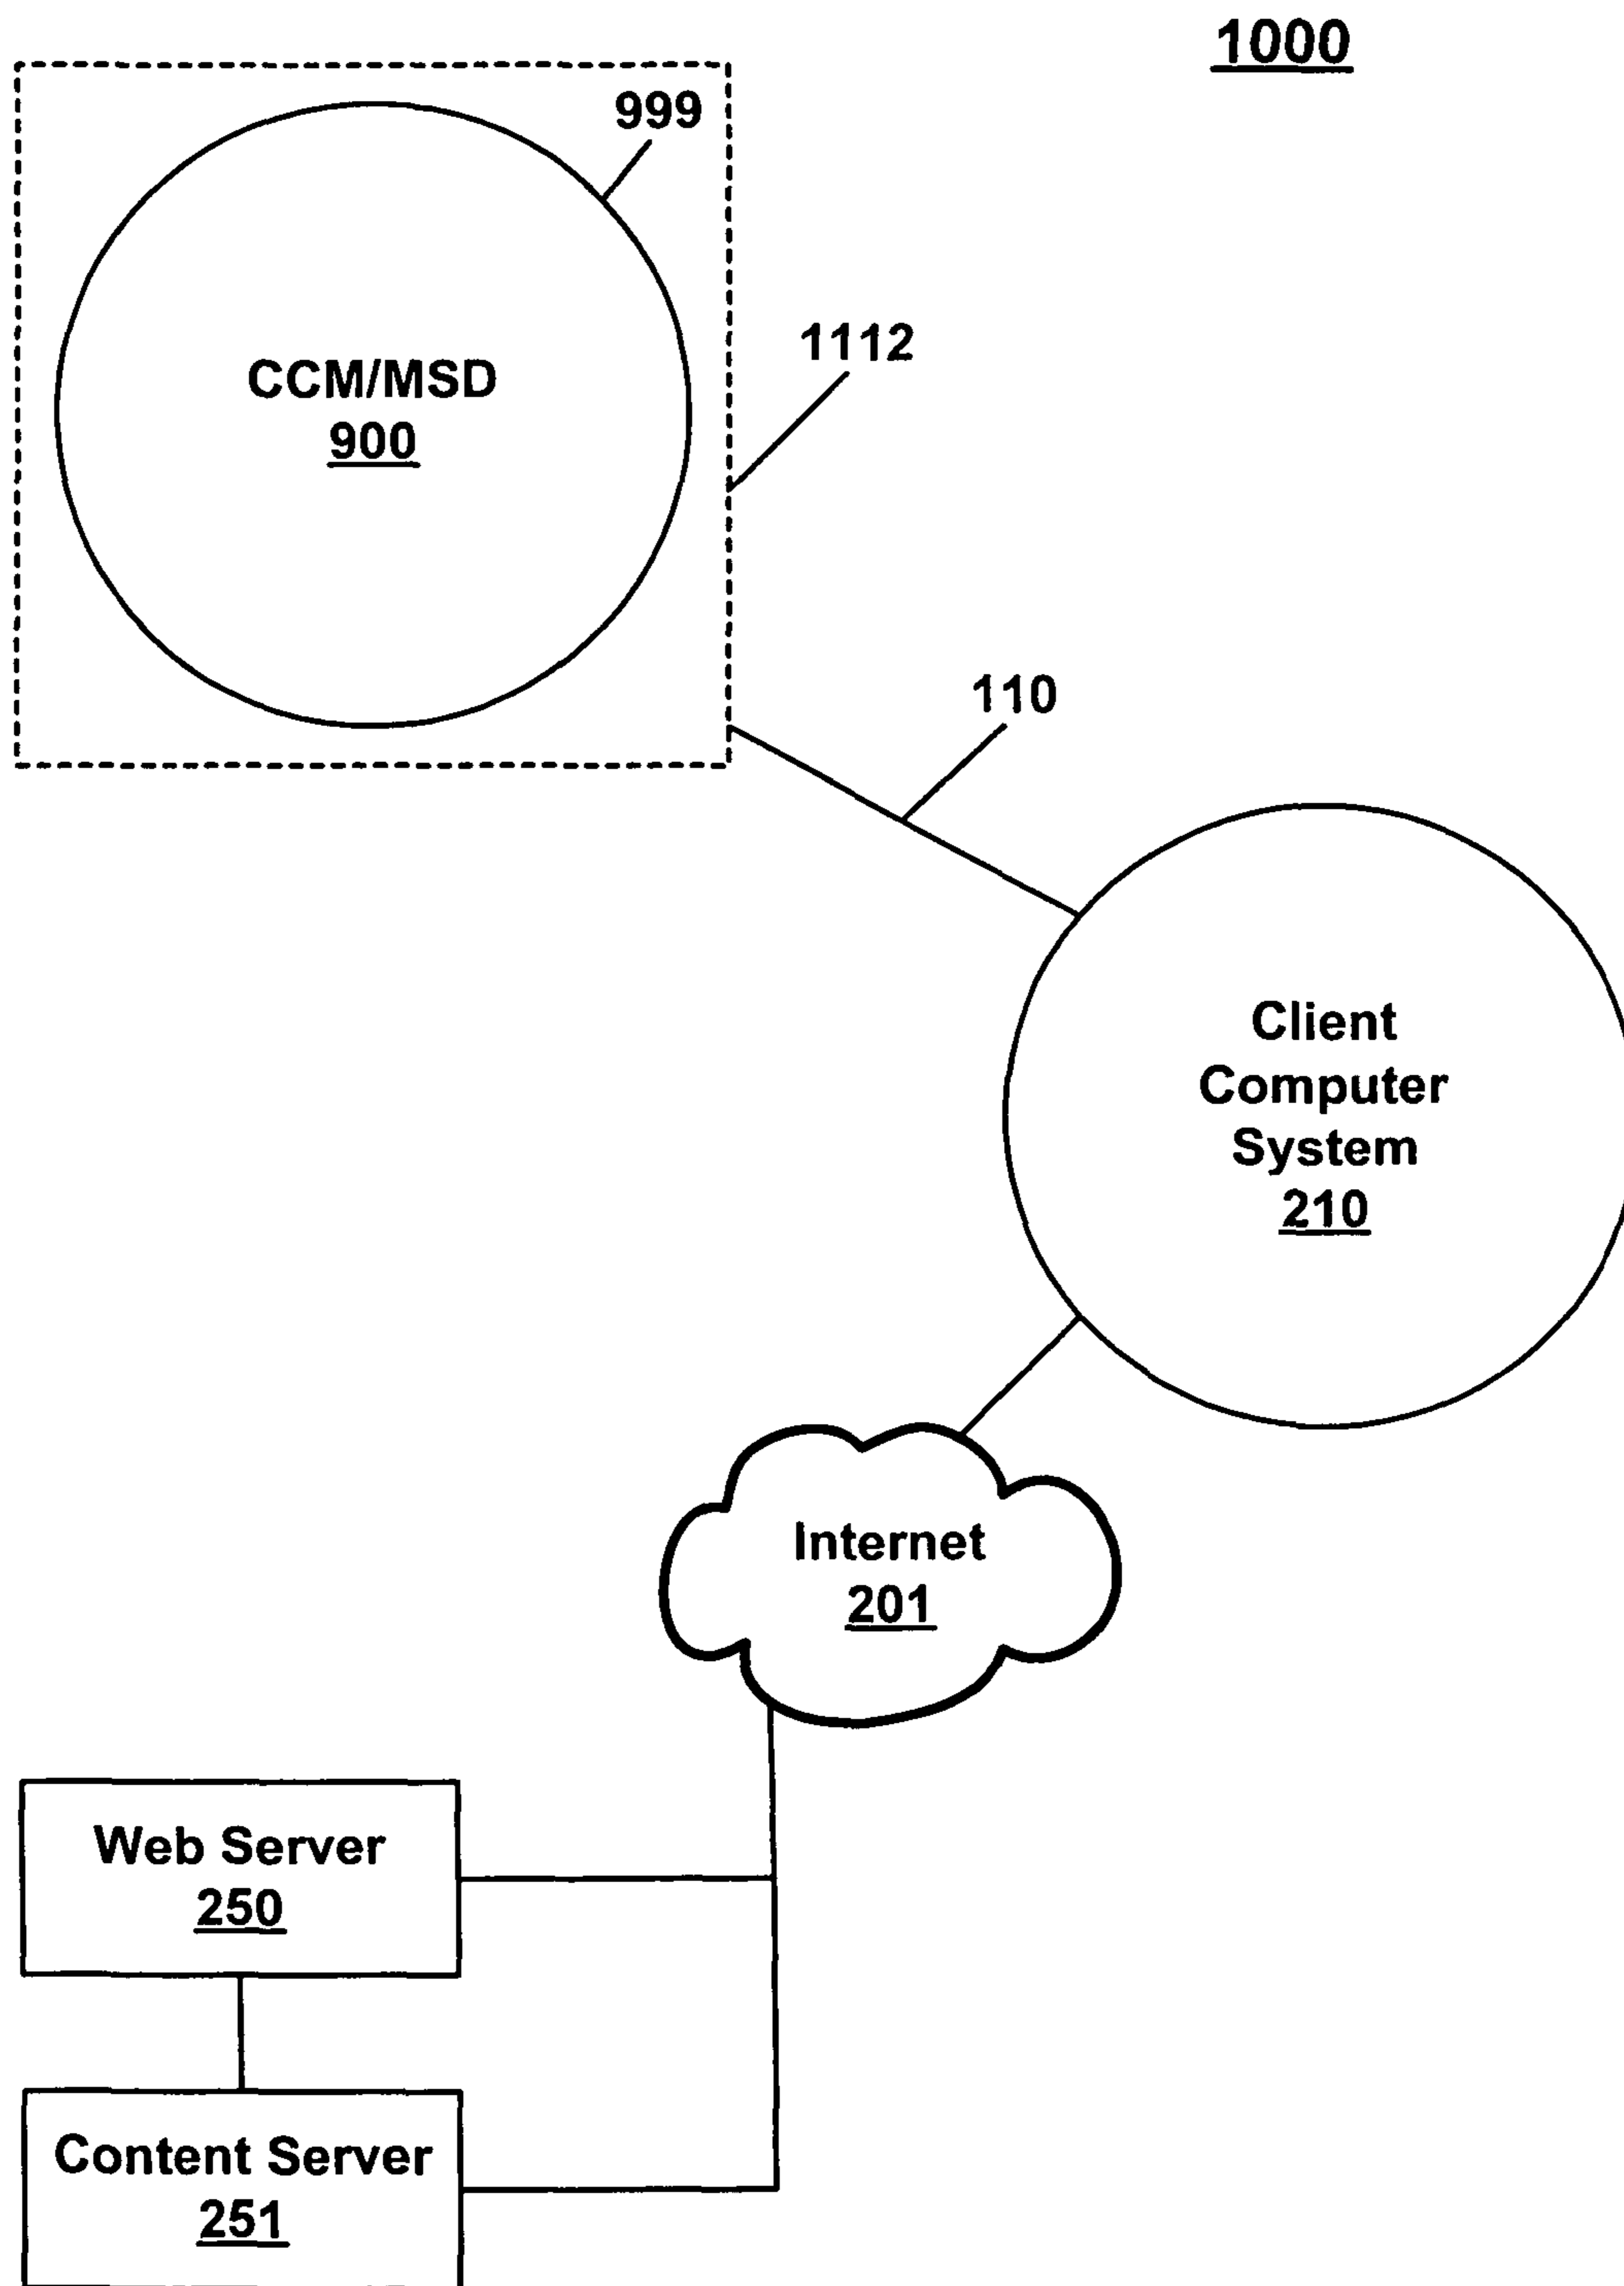 1000
999
CCM/MSD
900
1112
110
Client
Computer
System
210
Internet
201
Web Server
250
Content Server
251